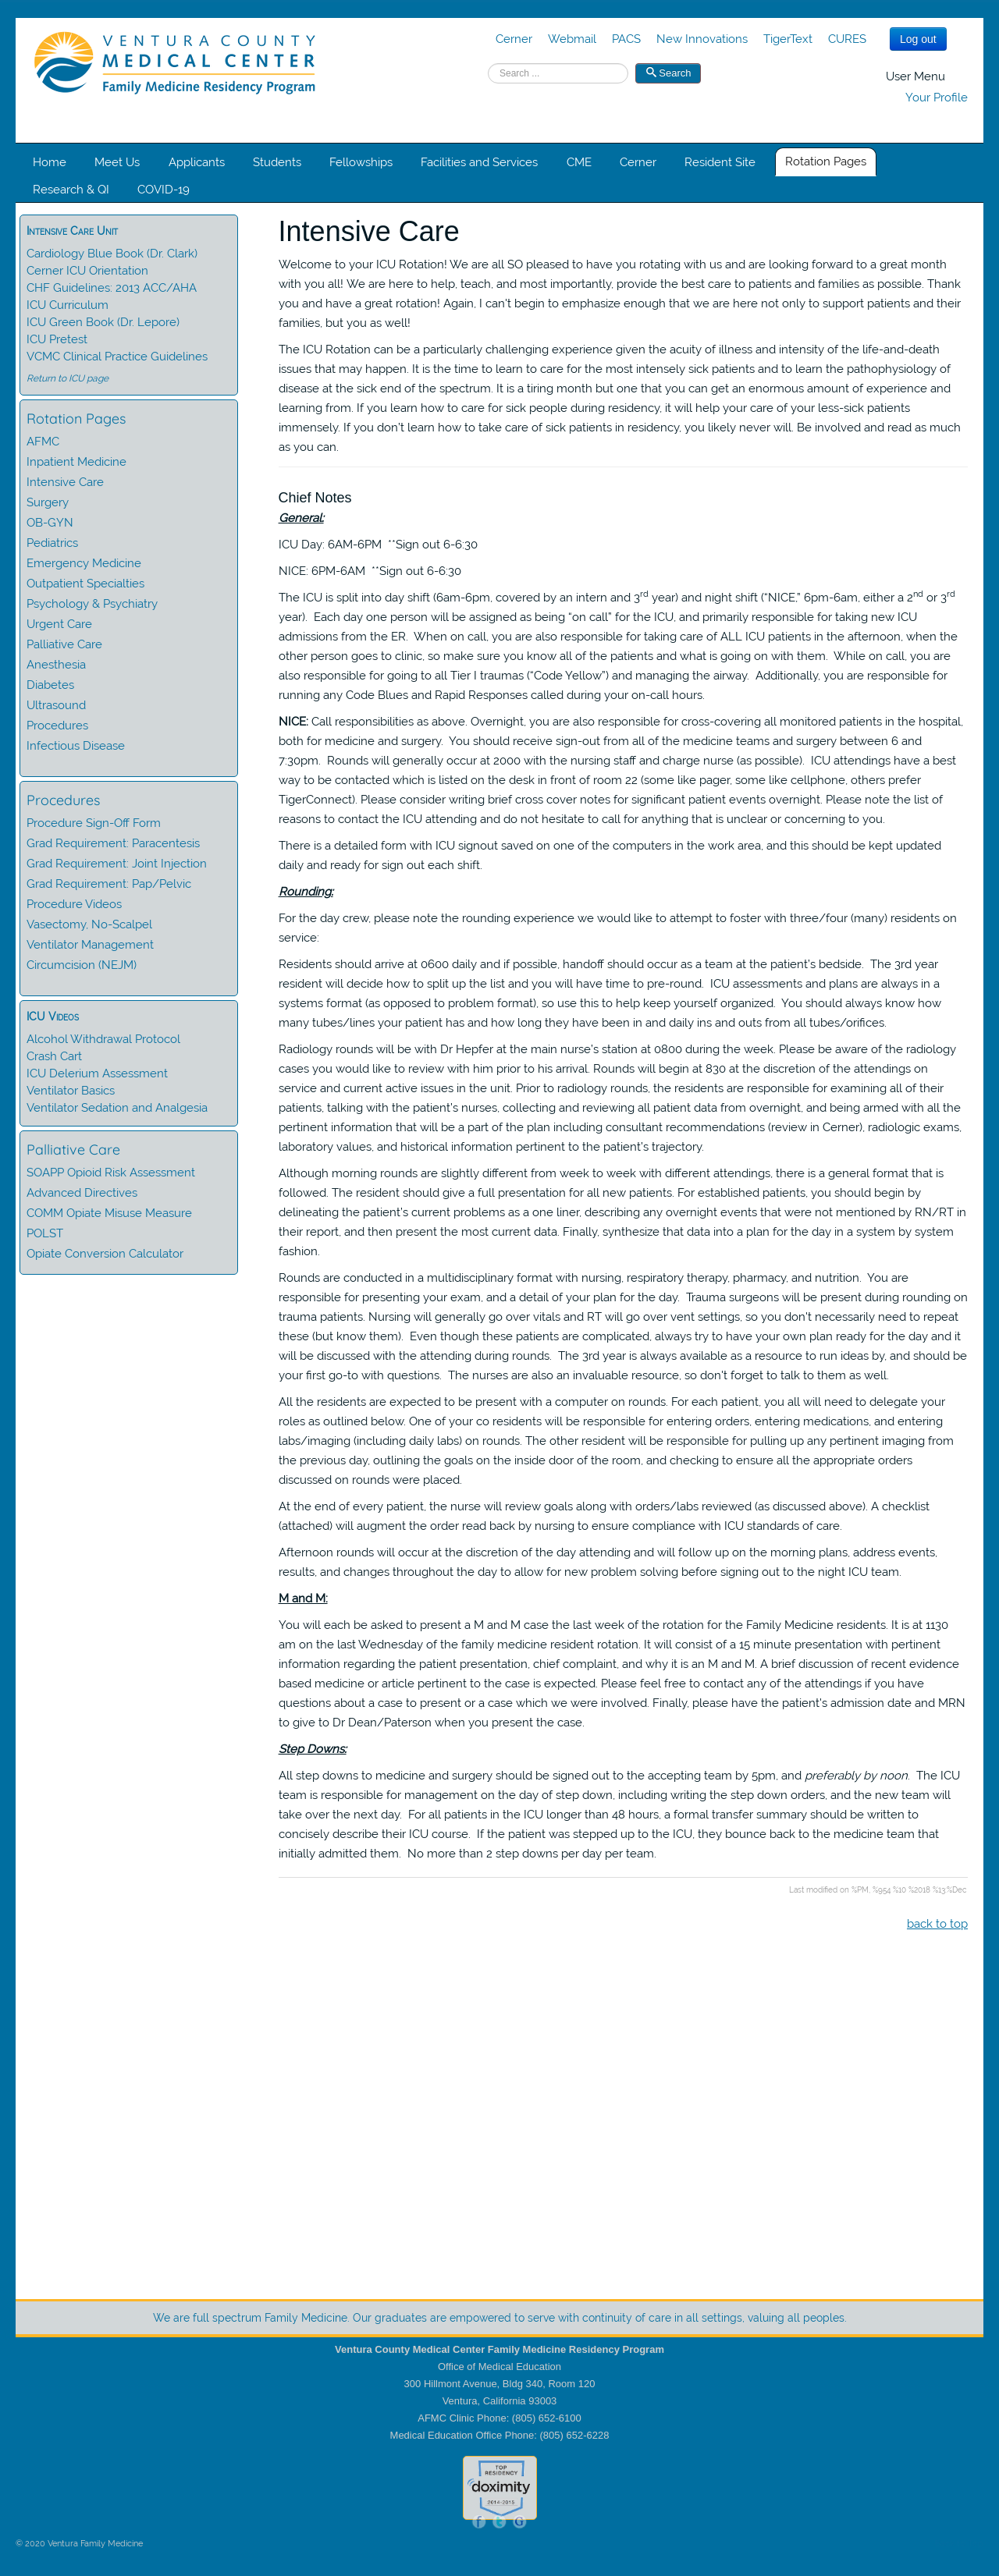 VENTURA COUNTY
MEDICAL CENTER
Family Medicine Residency Program
Cerner Webmail PACS New Innovations TigerText CURES
Log out
Search ...
Search
User Menu
Your Profile
Home Meet Us Applicants Students Fellowships Facilities and Services CME Cerner Resident Site Rotation Pages
Research & QI COVID-19
Intensive Care Unit
Cardiology Blue Book (Dr. Clark)
Cerner ICU Orientation
CHF Guidelines: 2013 ACC/AHA
ICU Curriculum
ICU Green Book (Dr. Lepore)
ICU Pretest
VCMC Clinical Practice Guidelines
Return to ICU page
Rotation Pages
AFMC
Inpatient Medicine
Intensive Care
Surgery
OB-GYN
Pediatrics
Emergency Medicine
Outpatient Specialties
Psychology & Psychiatry
Urgent Care
Palliative Care
Anesthesia
Diabetes
Ultrasound
Procedures
Infectious Disease
Procedures
Procedure Sign-Off Form
Grad Requirement: Paracentesis
Grad Requirement: Joint Injection
Grad Requirement: Pap/Pelvic
Procedure Videos
Vasectomy, No-Scalpel
Ventilator Management
Circumcision (NEJM)
ICU Videos
Alcohol Withdrawal Protocol
Crash Cart
ICU Delerium Assessment
Ventilator Basics
Ventilator Sedation and Analgesia
Palliative Care
SOAPP Opioid Risk Assessment
Advanced Directives
COMM Opiate Misuse Measure
POLST
Opiate Conversion Calculator
Intensive Care
Welcome to your ICU Rotation! We are all SO pleased to have you rotating with us and are looking forward to a great month
with you all! We are here to help, teach, and most importantly, provide the best care to patients and families as possible. Thank
you and have a great rotation! Again, I can't begin to emphasize enough that we are here not only to support patients and their
families, but you as well!
The ICU Rotation can be a particularly challenging experience given the acuity of illness and intensity of the life-and-death
issues that may happen. It is the time to learn to care for the most intensely sick patients and to learn the pathophysiology of
disease at the sick end of the spectrum. It is a tiring month but one that you can get an enormous amount of experience and
learning from. If you learn how to care for sick people during residency, it will help your care of your less-sick patients
immensely. If you don't learn how to take care of sick patients in residency, you likely never will. Be involved and read as much
as you can.
Chief Notes
General:
ICU Day: 6AM-6PM **Sign out 6-6:30
NICE: 6PM-6AM **Sign out 6-6:30
The ICU is split into day shift (6am-6pm, covered by an intern and 3rd year) and night shift ("NICE," 6pm-6am, either a 2nd or 3rd
year). Each day one person will be assigned as being "on call" for the ICU, and primarily responsible for taking new ICU
admissions from the ER. When on call, you are also responsible for taking care of ALL ICU patients in the afternoon, when the
other person goes to clinic, so make sure you know all of the patients and what is going on with them. While on call, you are
also responsible for going to all Tier I traumas ("Code Yellow") and managing the airway. Additionally, you are responsible for
running any Code Blues and Rapid Responses called during your on-call hours.
NICE: Call responsibilities as above. Overnight, you are also responsible for cross-covering all monitored patients in the hospital,
both for medicine and surgery. You should receive sign-out from all of the medicine teams and surgery between 6 and
7:30pm. Rounds will generally occur at 2000 with the nursing staff and charge nurse (as possible). ICU attendings have a best
way to be contacted which is listed on the desk in front of room 22 (some like pager, some like cellphone, others prefer
TigerConnect). Please consider writing brief cross cover notes for significant patient events overnight. Please note the list of
reasons to contact the ICU attending and do not hesitate to call for anything that is unclear or concerning to you.
There is a detailed form with ICU signout saved on one of the computers in the work area, and this should be kept updated
daily and ready for sign out each shift.
Rounding:
For the day crew, please note the rounding experience we would like to attempt to foster with three/four (many) residents on
service:
Residents should arrive at 0600 daily and if possible, handoff should occur as a team at the patient's bedside. The 3rd year
resident will decide how to split up the list and you will have time to pre-round. ICU assessments and plans are always in a
systems format (as opposed to problem format), so use this to help keep yourself organized. You should always know how
many tubes/lines your patient has and how long they have been in and daily ins and outs from all tubes/orifices.
Radiology rounds will be with Dr Hepfer at the main nurse's station at 0800 during the week. Please be aware of the radiology
cases you would like to review with him prior to his arrival. Rounds will begin at 830 at the discretion of the attendings on
service and current active issues in the unit. Prior to radiology rounds, the residents are responsible for examining all of their
patients, talking with the patient's nurses, collecting and reviewing all patient data from overnight, and being armed with all the
pertinent information that will be a part of the plan including consultant recommendations (review in Cerner), radiologic exams,
laboratory values, and historical information pertinent to the patient's trajectory.
Although morning rounds are slightly different from week to week with different attendings, there is a general format that is
followed. The resident should give a full presentation for all new patients. For established patients, you should begin by
delineating the patient's current problems as a one liner, describing any overnight events that were not mentioned by RN/RT in
their report, and then present the most current data. Finally, synthesize that data into a plan for the day in a system by system
fashion.
Rounds are conducted in a multidisciplinary format with nursing, respiratory therapy, pharmacy, and nutrition. You are
responsible for presenting your exam, and a detail of your plan for the day. Trauma surgeons will be present during rounding on
trauma patients. Nursing will generally go over vitals and RT will go over vent settings, so you don't necessarily need to repeat
these (but know them). Even though these patients are complicated, always try to have your own plan ready for the day and it
will be discussed with the attending during rounds. The 3rd year is always available as a resource to run ideas by, and should be
your first go-to with questions. The nurses are also an invaluable resource, so don't forget to talk to them as well.
All the residents are expected to be present with a computer on rounds. For each patient, you all will need to delegate your
roles as outlined below. One of your co residents will be responsible for entering orders, entering medications, and entering
labs/imaging (including daily labs) on rounds. The other resident will be responsible for pulling up any pertinent imaging from
the previous day, outlining the goals on the inside door of the room, and checking to ensure all the appropriate orders
discussed on rounds were placed.
At the end of every patient, the nurse will review goals along with orders/labs reviewed (as discussed above). A checklist
(attached) will augment the order read back by nursing to ensure compliance with ICU standards of care.
Afternoon rounds will occur at the discretion of the day attending and will follow up on the morning plans, address events,
results, and changes throughout the day to allow for new problem solving before signing out to the night ICU team.
M and M:
You will each be asked to present a M and M case the last week of the rotation for the Family Medicine residents. It is at 1130
am on the last Wednesday of the family medicine resident rotation. It will consist of a 15 minute presentation with pertinent
information regarding the patient presentation, chief complaint, and why it is an M and M. A brief discussion of recent evidence
based medicine or article pertinent to the case is expected. Please feel free to contact any of the attendings if you have
questions about a case to present or a case which we were involved. Finally, please have the patient's admission date and MRN
to give to Dr Dean/Paterson when you present the case.
Step Downs:
All step downs to medicine and surgery should be signed out to the accepting team by 5pm, and preferably by noon. The ICU
team is responsible for management on the day of step down, including writing the step down orders, and the new team will
take over the next day. For all patients in the ICU longer than 48 hours, a formal transfer summary should be written to
concisely describe their ICU course. If the patient was stepped up to the ICU, they bounce back to the medicine team that
initially admitted them. No more than 2 step downs per day per team.
Last modified on %PM, %954 %10 %2018 %13:%Dec
back to top
We are full spectrum Family Medicine. Our graduates are empowered to serve with continuity of care in all settings, valuing all peoples.
Ventura County Medical Center Family Medicine Residency Program
Office of Medical Education
300 Hillmont Avenue, Bldg 340, Room 120
Ventura, California 93003
AFMC Clinic Phone: (805) 652-6100
Medical Education Office Phone: (805) 652-6228
TOP
RESIDENCY
doximity
2014-2015
f t G
© 2020 Ventura Family Medicine